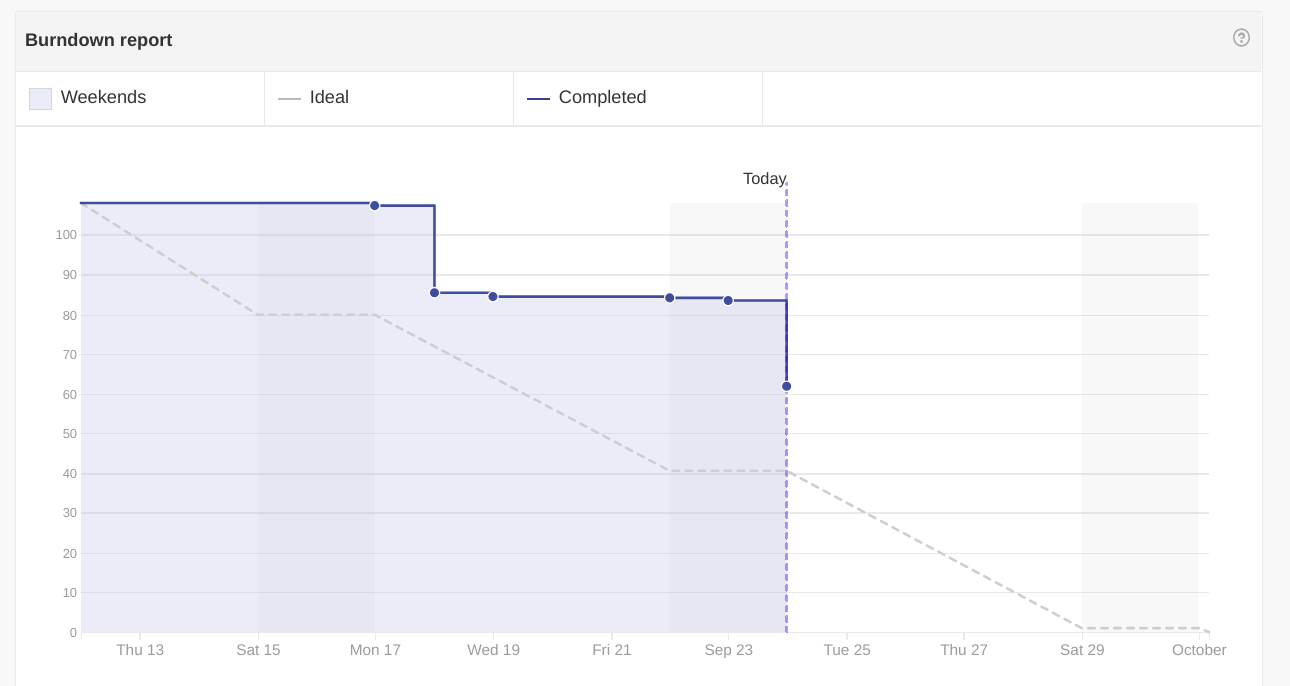 Burndown report
Weekends
Ideal
Completed
Today
100
90
80
70
60
50
40
30
20
10
0
Thu 13 Sat 15 Mon 17 Wed 19 Fri 21 Sep 23 Tue 25 Thu 27 Sat 29 October